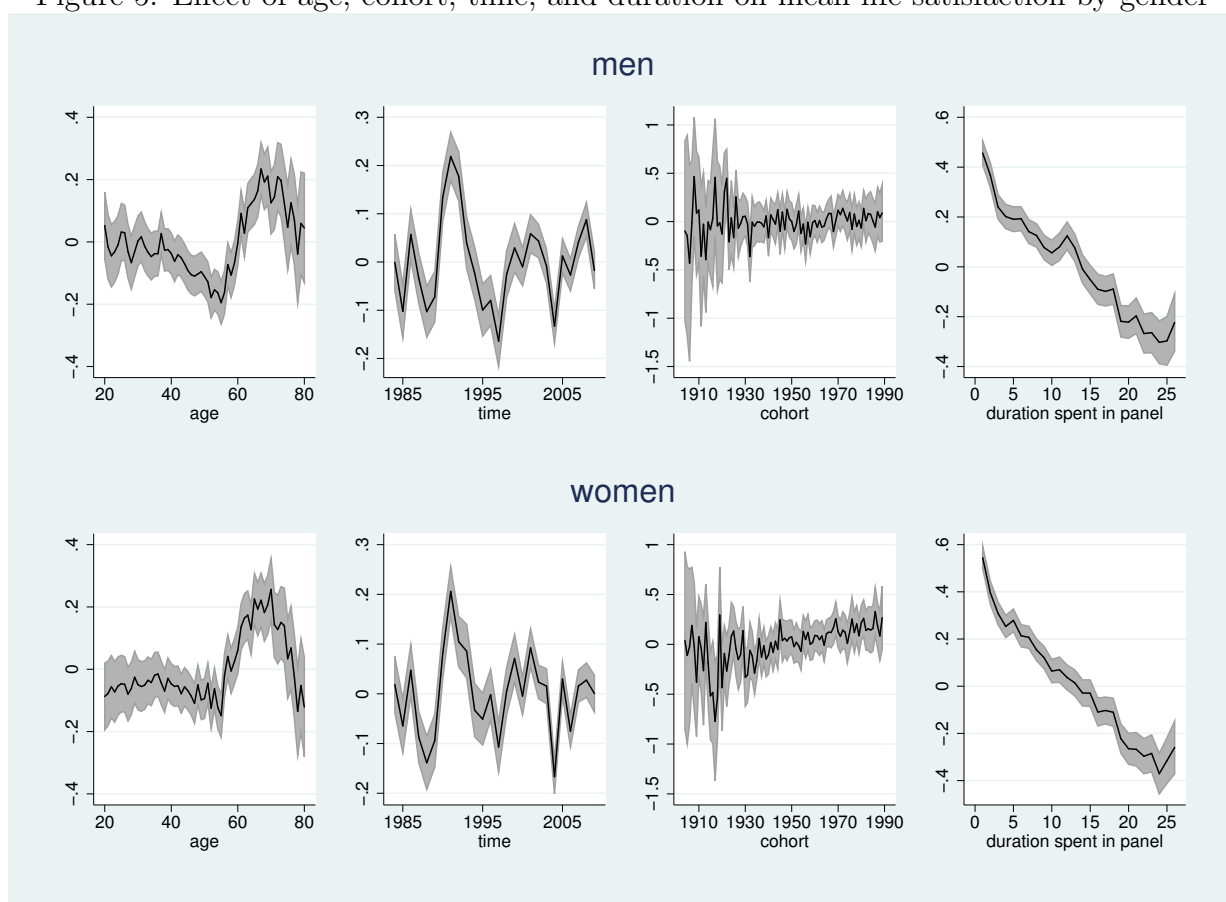 Figure Effect of age, cohort, time, and duration on mean life satisfaction by gender
men
.4
.2
0
−.2
−.4
20 40 60 80
age
.3
.2
.1
0
−.1
−.2
1985 1995 2005
time
1
.5
0
−.5
−1
−1.5
1910 1930 1950 1970 1990
cohort
.6
.4
.2
0
−.2
−.4
0 5 10 15 20 25
duration spent in panel
women
.4
.2
0
−.2
−.4
20 40 60 80
age
.3
.2
.1
0
−.1
−.2
1985 1995 2005
time
1
.5
0
−.5
−1
−1.5
1910 1930 1950 1970 1990
cohort
.6
.4
.2
0
−.2
−.4
0 5 10 15 20 25
duration spent in panel